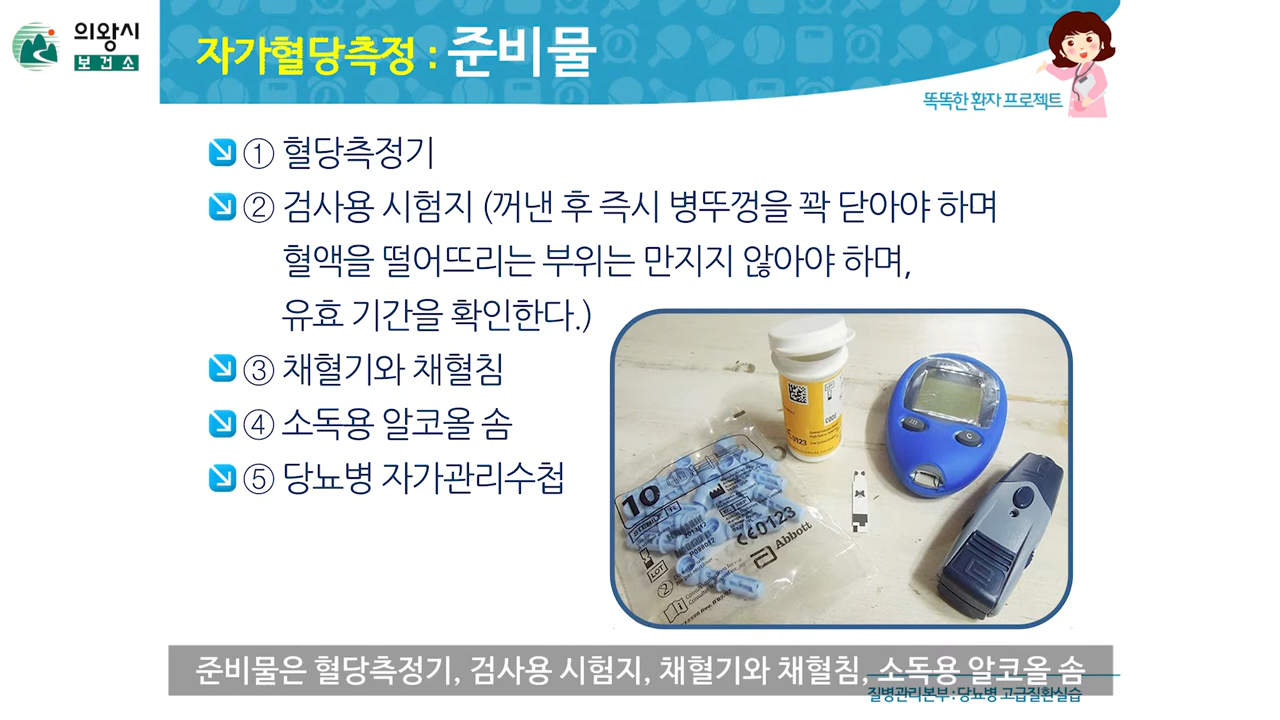 의왕시
보건소
자가혈당측정 : 준비물
똑똑한 환자 프로젝트
① 혈당측정기
② 검사용 시험지 (꺼낸 후 즉시 병뚜껑을 꽉 닫아야 하며
혈액을 떨어뜨리는 부위는 만지지 않아야 하며,
유효 기간을 확인한다.)
③ 채혈기와 채혈침
④ 소독용 알코올 솜
⑤ 당뇨병 자가관리수첩
CODE
0123
10
STERILE R
CE0123
Abbott
LOT
2
준비물은 혈당측정기, 검사용 시험지, 채혈기와 채혈침, 소독용 알코올 솜
질병관리본부 : 당뇨병 고급질환실습